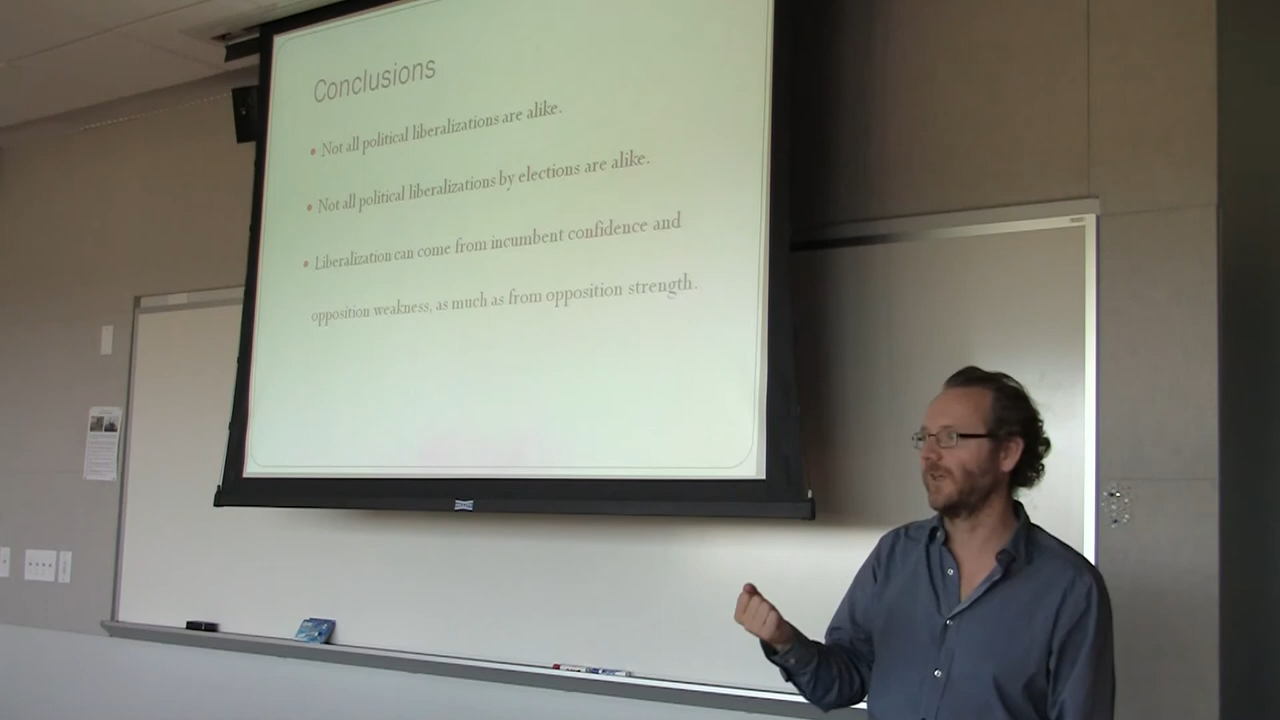 Conclusions
• Not all political liberalizations are alike.
• Not all political liberalizations by elections are alike.
• Liberalization can come from incumbent confidence and
opposition weakness, as much as from opposition strength.